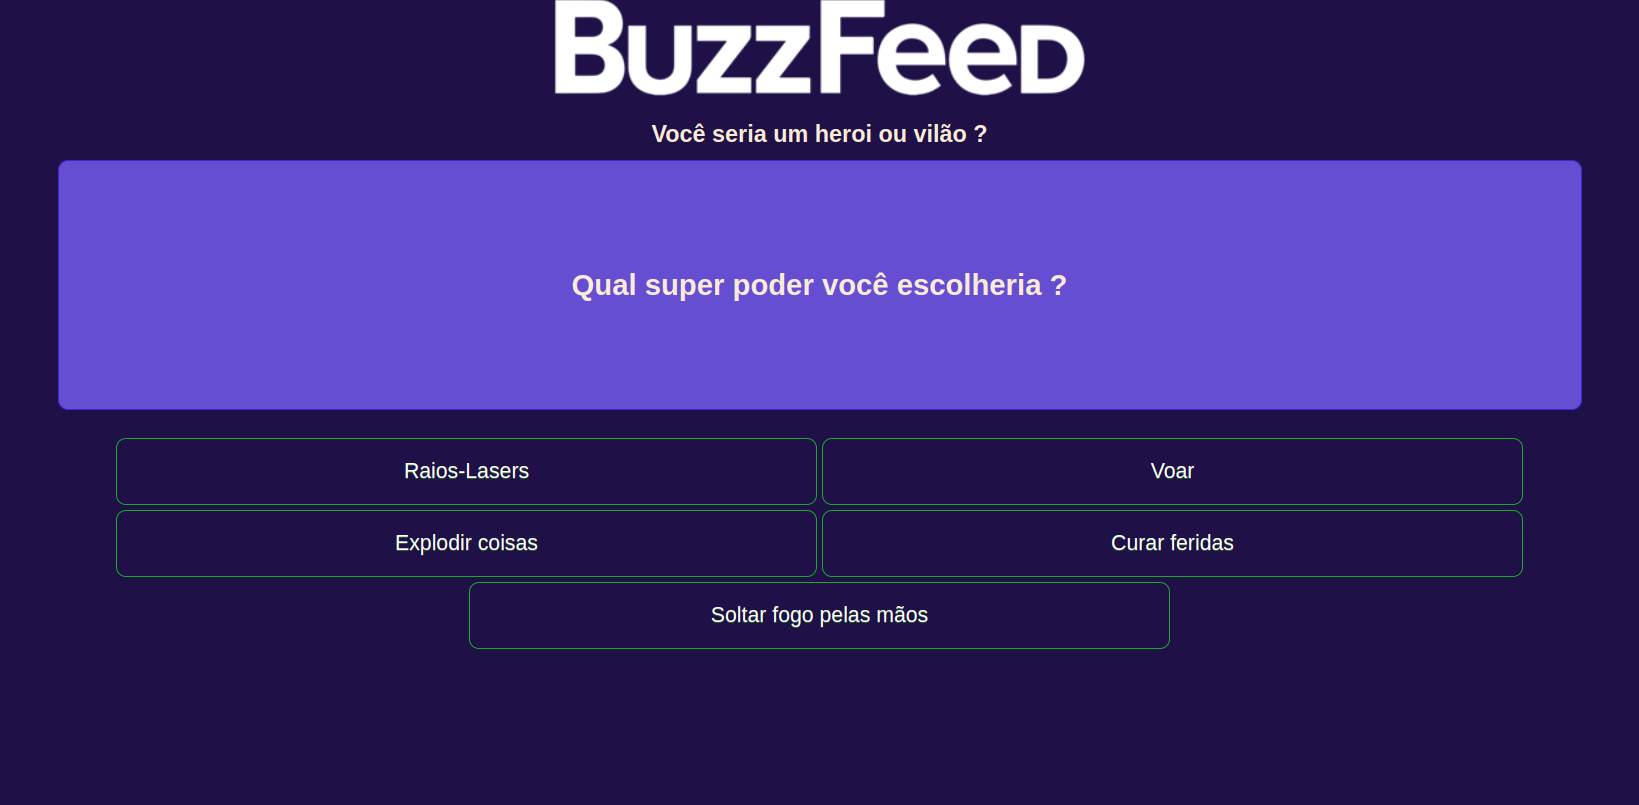 BuzzFeed
Você seria um heroi ou vilão ?
Qual super poder você escolheria ?
Raios-Lasers
Voar
Explodir coisas
Curar feridas
Soltar fogo pelas mãos